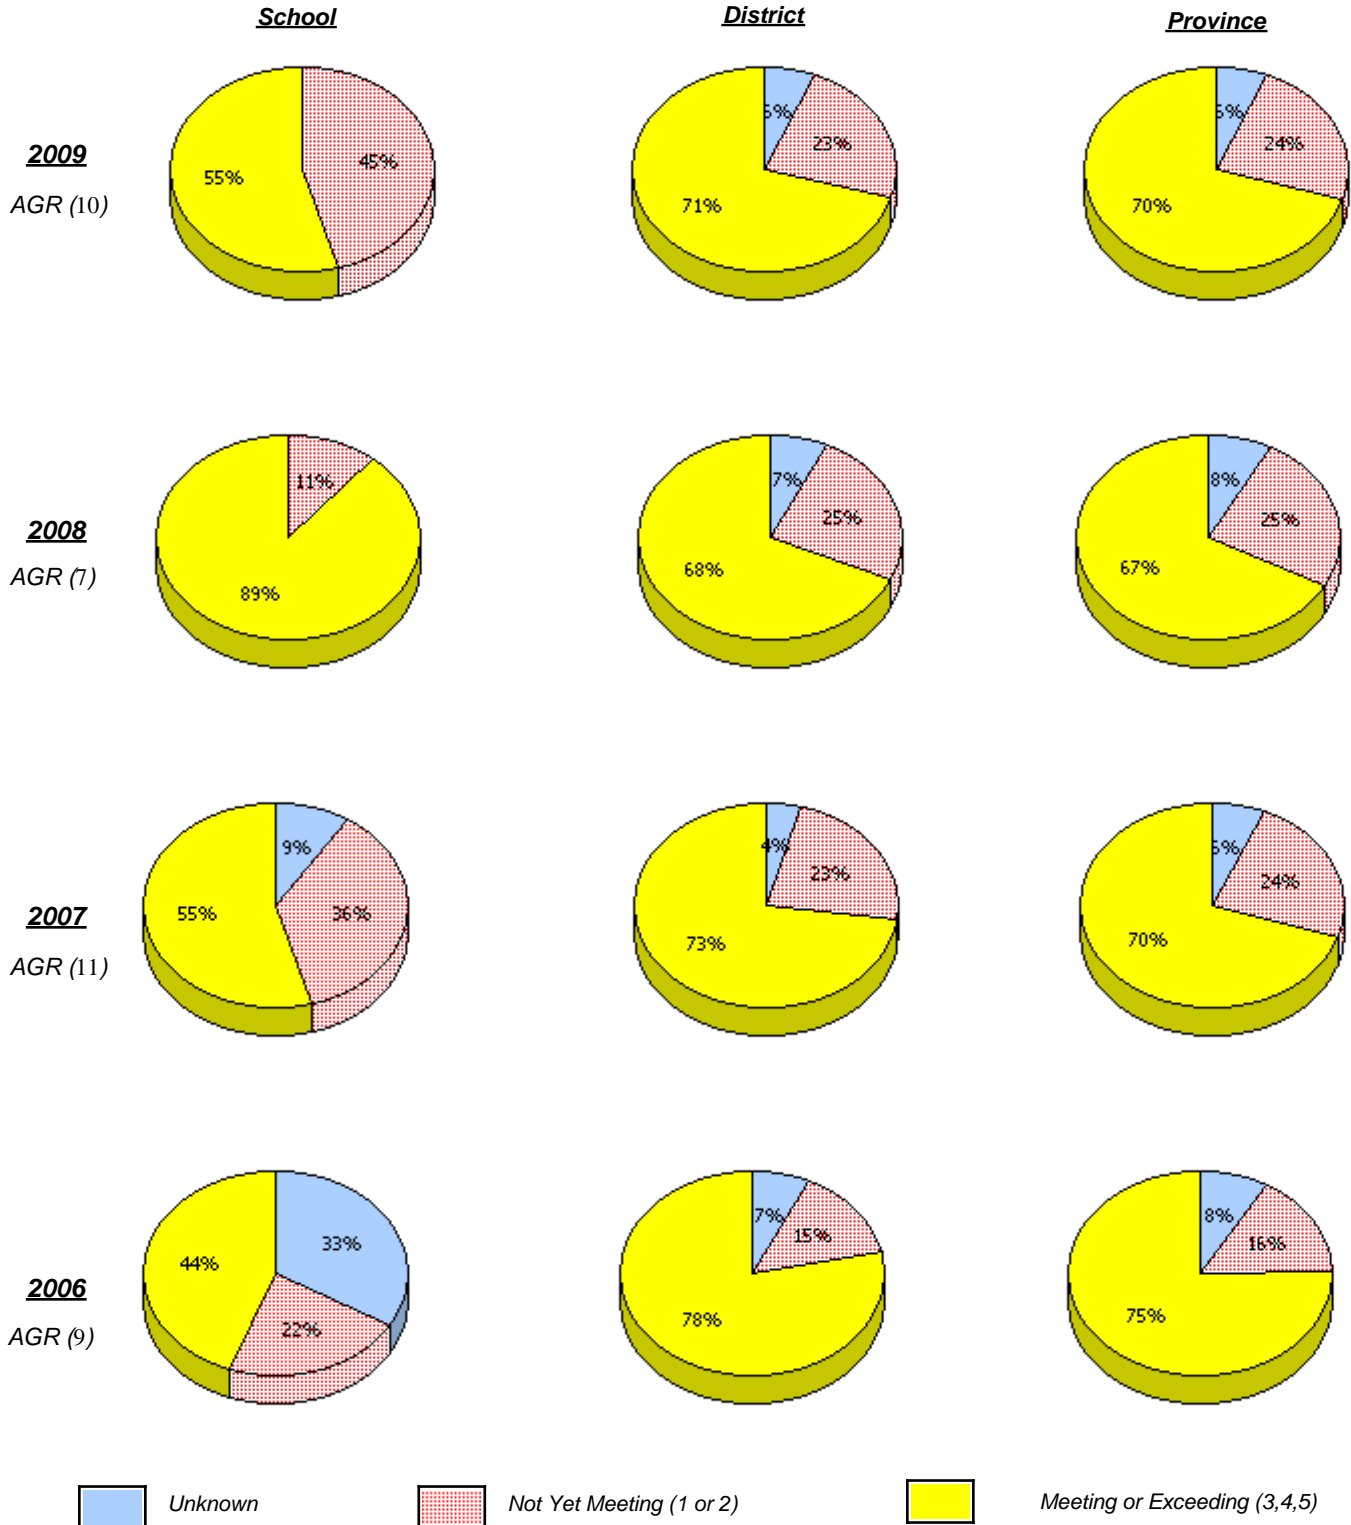 School District Province
45% 23% 24%
2009
55%
AGR (10)
71% 70%
11% 7% 25% 8% 25%
2008
AGR (7)
89% 68% 67%
9% 4%
36% 23% 24%
2007
55% 73% 70%
AGR (11)
33% 7% 15% 8% 16%
44%
2006
22% 78% 75%
AGR (9)
Unknown Not Yet Meeting (1 or 2) Meeting or Exceeding (3,4,5)